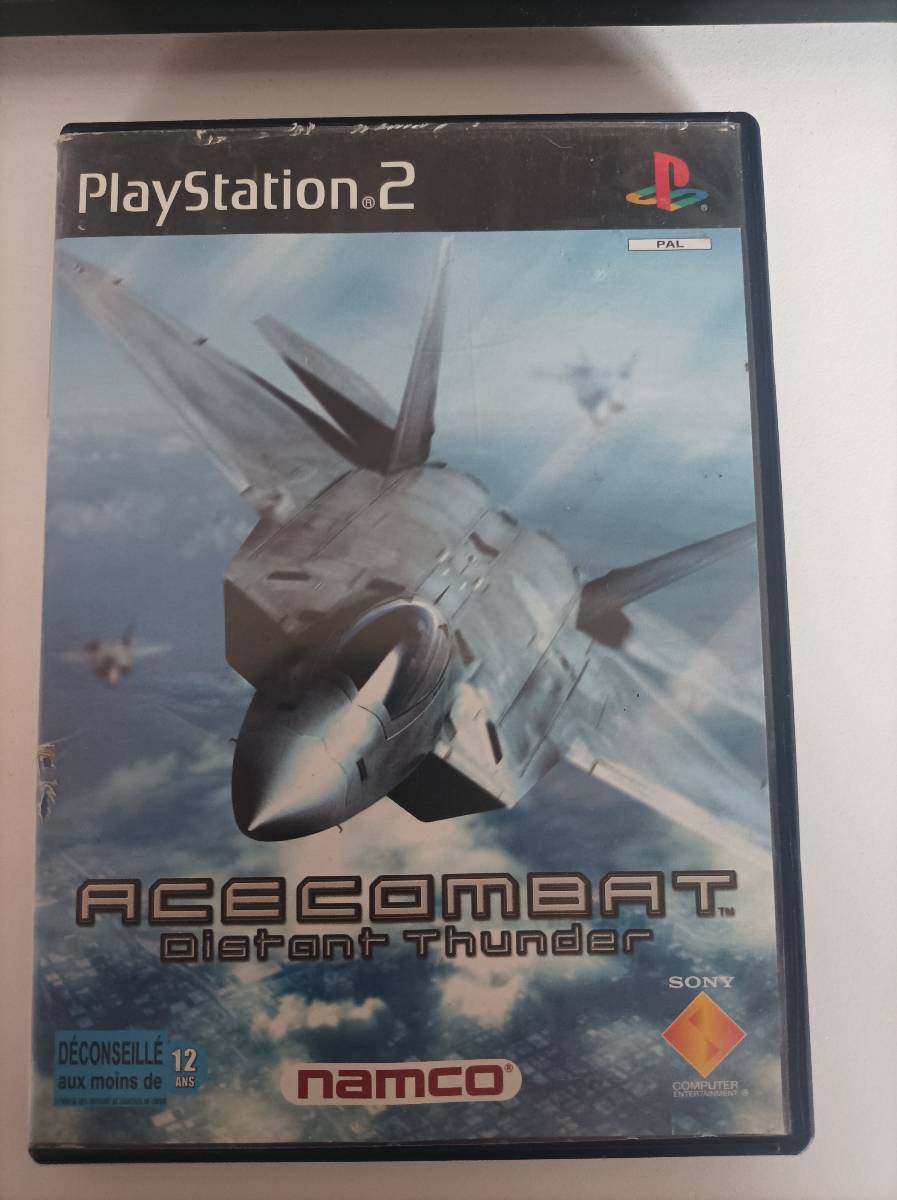 PlayStation®2
®
PAL
ACECOMBAT™
Distant Thunder
SONY
DÉCONSEILLÉ
aux moins de
12
ANS
namco®
COMPUTER
ENTERTAINMENT ®